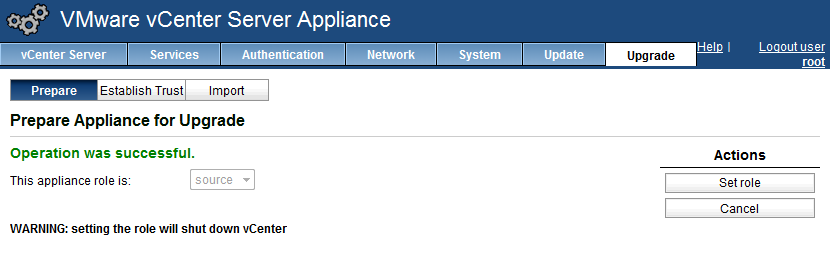 VMware vCenter Server Appliance
vCenter Server Services Authentication Network System Update Upgrade Help | Logout user root
Prepare Establish Trust Import
Prepare Appliance for Upgrade
Operation was successful.
This appliance role is: source
WARNING: setting the role will shut down vCenter
Actions
Set role
Cancel